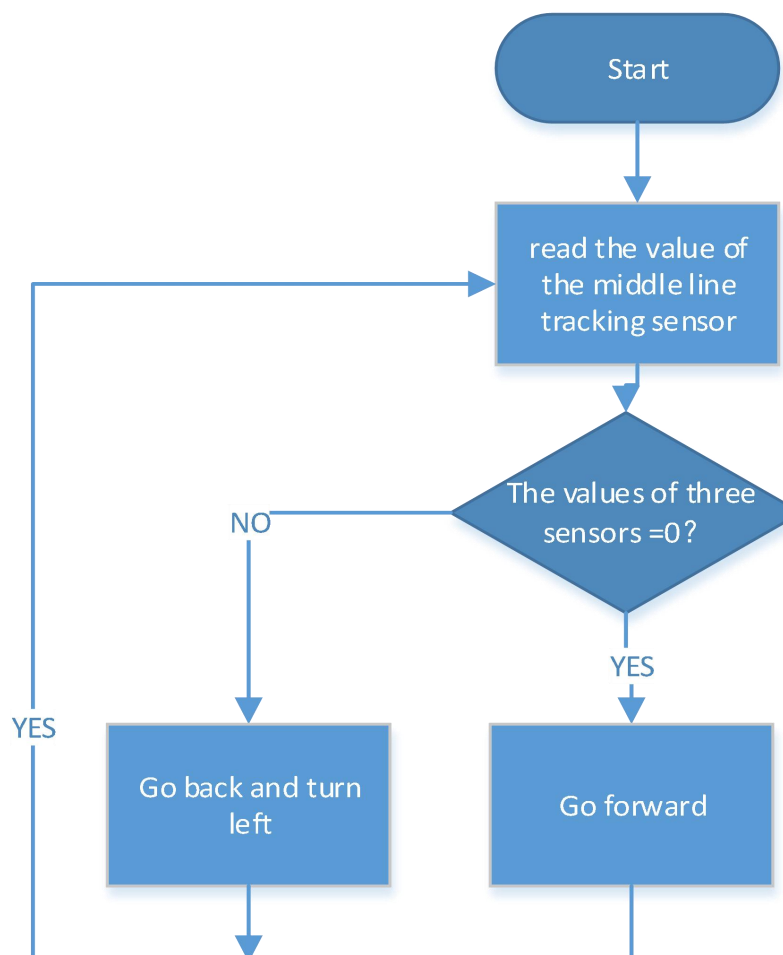 Start
read the value of
the middle line
tracking sensor
The values of three
sensors =0?
NO
YES
YES
Go back and turn
left
Go forward